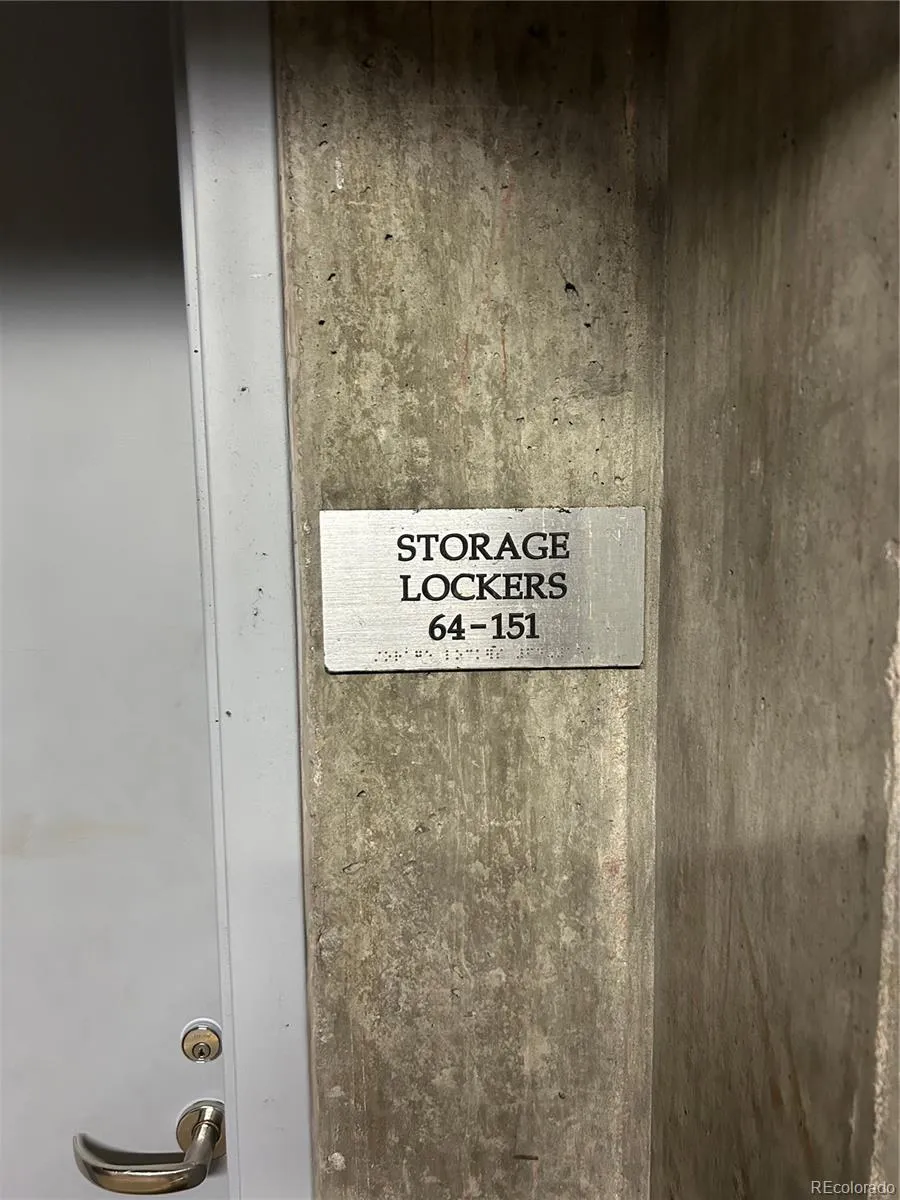 STORAGE
LOCKERS
64-151
REcolorado